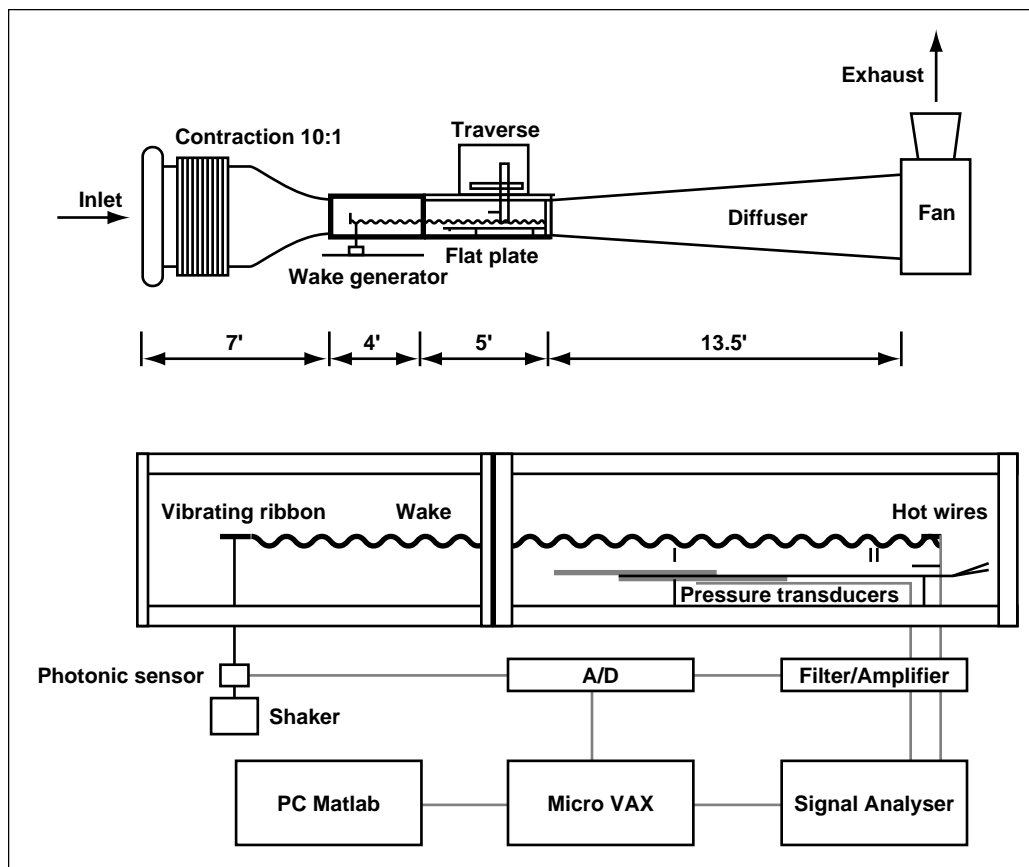 Exhaust
Contraction 10:1
Traverse
Inlet
Diffuser
Fan
Wake generator
Flat plate
7'
4'
5'
13.5'
Vibrating ribbon
Wake
Hot wires
I
II
Pressure transducers
Photonic sensor
A/D
Filter/Amplifier
Shaker
PC Matlab
Micro VAX
Signal Analyser